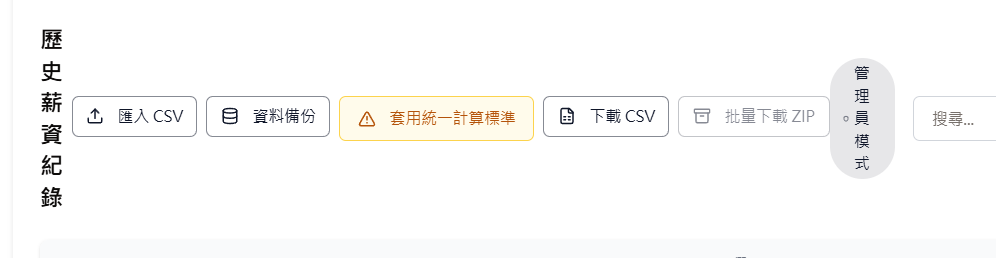 歷史薪資紀錄
匯入 CSV
資料備份
套用統一計算標準
下載 CSV
批量下載 ZIP
管理員模式
搜尋...